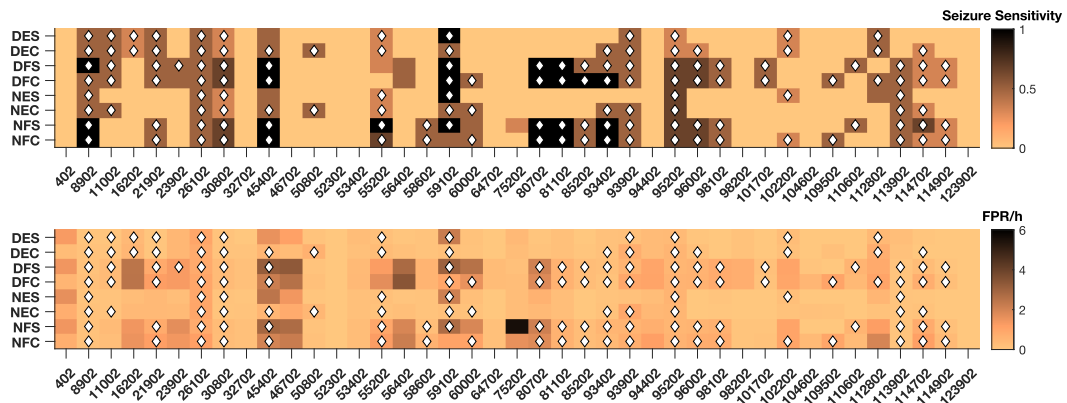 Seizure Sensitivity
DES
DEC
DFS
DFC
NES
NEC
NFS
NFC
1
0.5
0
402 8902 11002 16202 21902 23902 26102 30802 32702 45402 46702 50802 52302 53402 55202 56402 58602 59102 60002 64702 75202 80702 81102 85202 93402 93902 94402 95202 96002 98102 98202 101702 102202 104602 109502 110602 112802 113902 114702 114902 123902
FPR/h
DES
DEC
DFS
DFC
NES
NEC
NFS
NFC
6
4
2
0
402 8902 11002 16202 21902 23902 26102 30802 32702 45402 46702 50802 52302 53402 55202 56402 58602 59102 60002 64702 75202 80702 81102 85202 93402 93902 94402 95202 96002 98102 98202 101702 102202 104602 109502 110602 112802 113902 114702 114902 123902